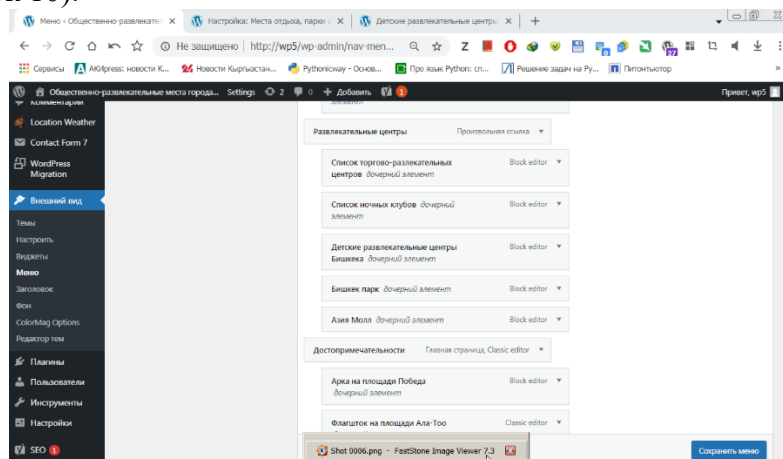 Меню ‹ Общественно-развлекател
Настройка: Места отдыха, парки и
Детские развлекательные центры
Не защищено | http://wp5/wp-admin/nav-men...
Сервисы
АКИpress: новости К...
Новости Кыргызстан...
Pythonicway - Основ...
Про язык Python: сп...
Решение задач на Ру...
Питонтьютор
»
Общественно-развлекательные места города...
Settings
2
0
Добавить
1
Привет, wp5
Комментарии
Location Weather
Contact Form 7
WordPress
Migration
Внешний вид
Темы
Настроить
Виджеты
Меню
Заголовок
Фон
ColorMag Options
Редактор тем
Плагины
Пользователи
Инструменты
Настройки
SEO 1
элемент
Развлекательные центры Произвольная ссылка
Список торгово-разлекательных Block editor
центров дочерний элемент
Список ночных клубов дочерний Block editor
элемент
Детские развлекательные центры Block editor
Бишкека дочерний элемент
Бишкек парк дочерний элемент Block editor
Азия Молл дочерний элемент Block editor
Достопримечательности Главная страница, Classic editor
Арка на площади Победа Block editor
дочерний элемент
Флагшток на площади Ала-Тоо Classic editor
Shot 0006.png - FastStone Image Viewer 7.3
Сохранить меню